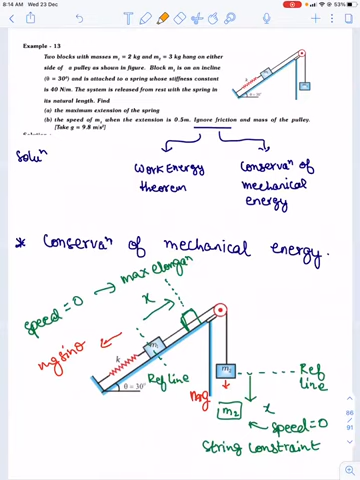 8:14 AM Wed 23 Dec
Example - 13
Two blocks with masses m₁ = 2 kg and m₂ = 3 kg hang on either
side of a pulley as shown in figure. Block m₁ is on an incline
(θ = 30°) and is attached to a spring whose stiffness constant
is 40 N/m. The system is released from rest with the spring in
its natural length. Find
(a) the maximum extension of the spring
(b) the speed of m₂ when the extension is 0.5m. Ignore friction and mass of the pulley.
[Take g = 9.8 m/s²]
θ = 30°
Soluⁿ
Work Energy
theorem
Conservaⁿ of
mechanical
energy
* Conservaⁿ of mechanical energy.
speed = 0 → max elongaⁿ
x
mg sinθ
k
m₁
Ref line
θ = 30°
m₂
Ref
line
m₂g
m₂
x
speed = 0
String constraint
86
91